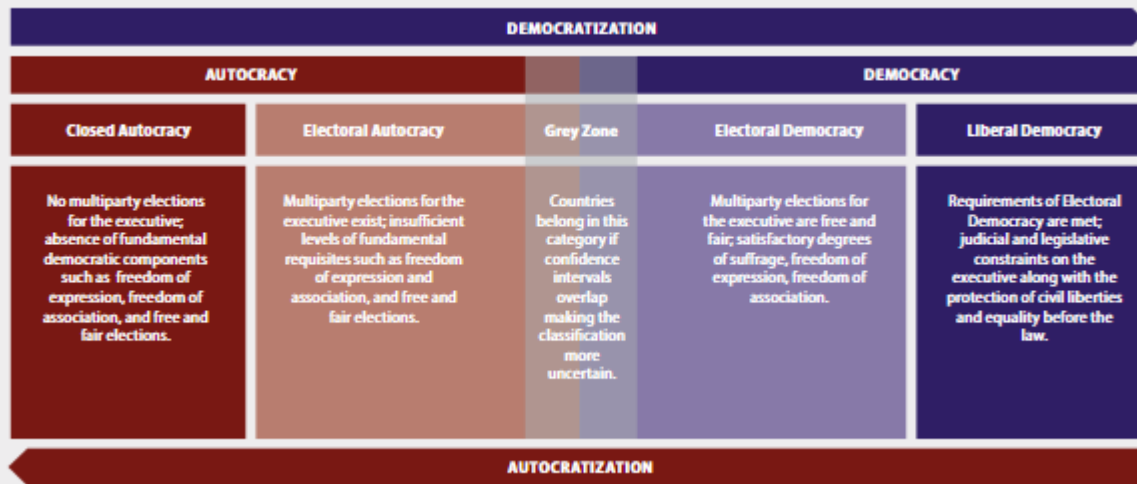 DEMOCRATIZATION
AUTOCRACY
DEMOCRACY
Closed Autocracy
Electoral Autocracy
Grey Zone
Electoral Democracy
Liberal Democracy
No multiparty elections
for the executive;
absence of fundamental
democratic components
such as freedom of
expression, freedom of
association, and free and
fair elections.
Multiparty elections for the
executive exist; insufficient
levels of fundamental
requisites such as freedom
of expression and
association, and free and
fair elections.
Countries
belong in this
category if
confidence
intervals
overlap
making the
classification
more
uncertain.
Multiparty elections for
the executive are free and
fair; satisfactory degrees
of suffrage, freedom of
expression, freedom of
association.
Requirements of Electoral
Democracy are met;
judicial and legislative
constraints on the
executive along with the
protection of civil liberties
and equality before the
law.
AUTOCRATIZATION